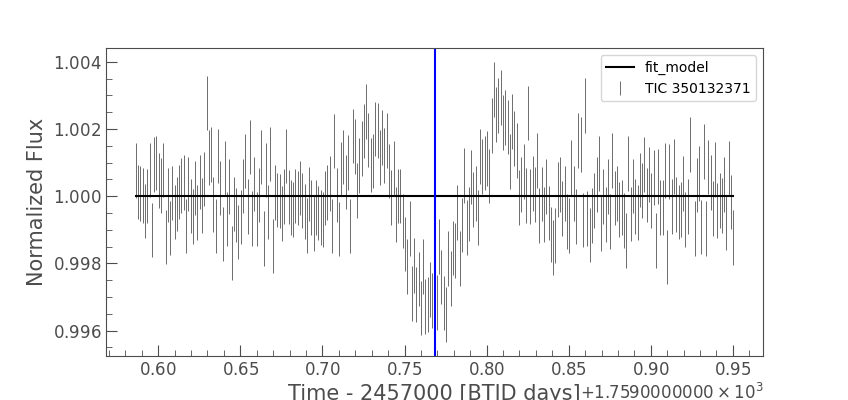 1.004
1.002
1.000
0.998
0.996
Normalized Flux
fit_model
TIC 350132371
0.60 0.65 0.70 0.75 0.80 0.85 0.90 0.95
Time - 2457000 [BTJD days]
+1.7590000000 × 10³